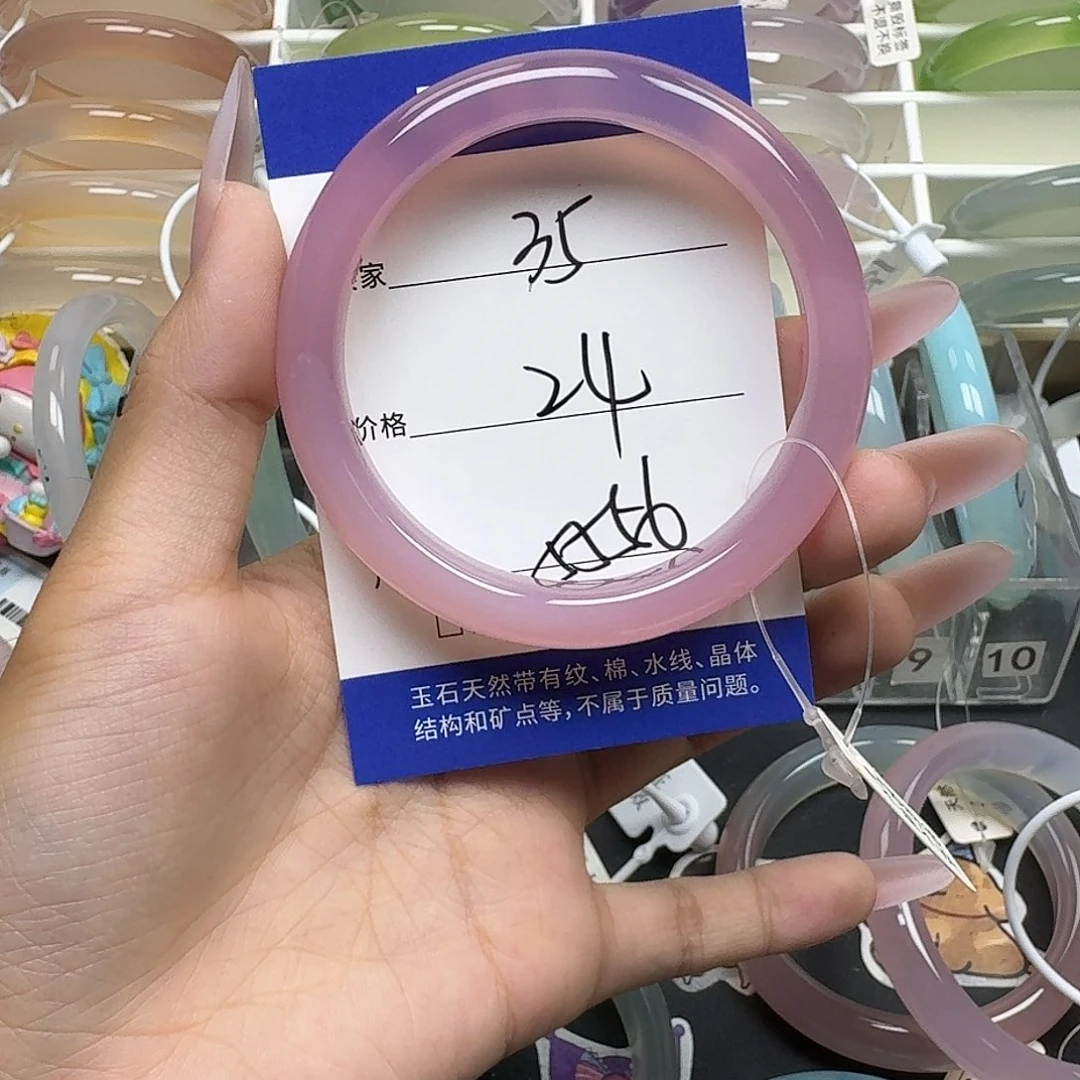 家 35
价格 24
56
玉石天然带有纹、棉、水线、晶体
结构和矿点等，不属于质量问题。
9
10